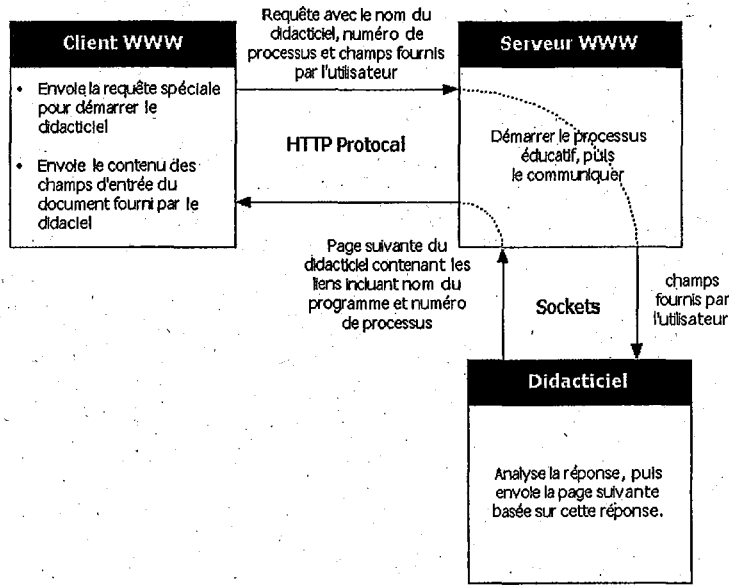 Requête avec le nom du
didacticiel, numéro de
processus et champs fournis
par l'utilisateur
Client WWW
• Envoie la requête spéciale
pour démarrer le
didacticiel
• Envoie le contenu des
champs d'entrée du
document fourni par le
didaciel
HTTP Protocal
Serveur WWW
Démarrer le processus
éducatif, puis
le communiquer
Page suivante du
didacticiel contenant les
liens incluant nom du
programme et numéro
de processus
Sockets
champs
fournis par
l'utilisateur
Didacticiel
Analyse la réponse, puis
envoie la page suivante
basée sur cette réponse.